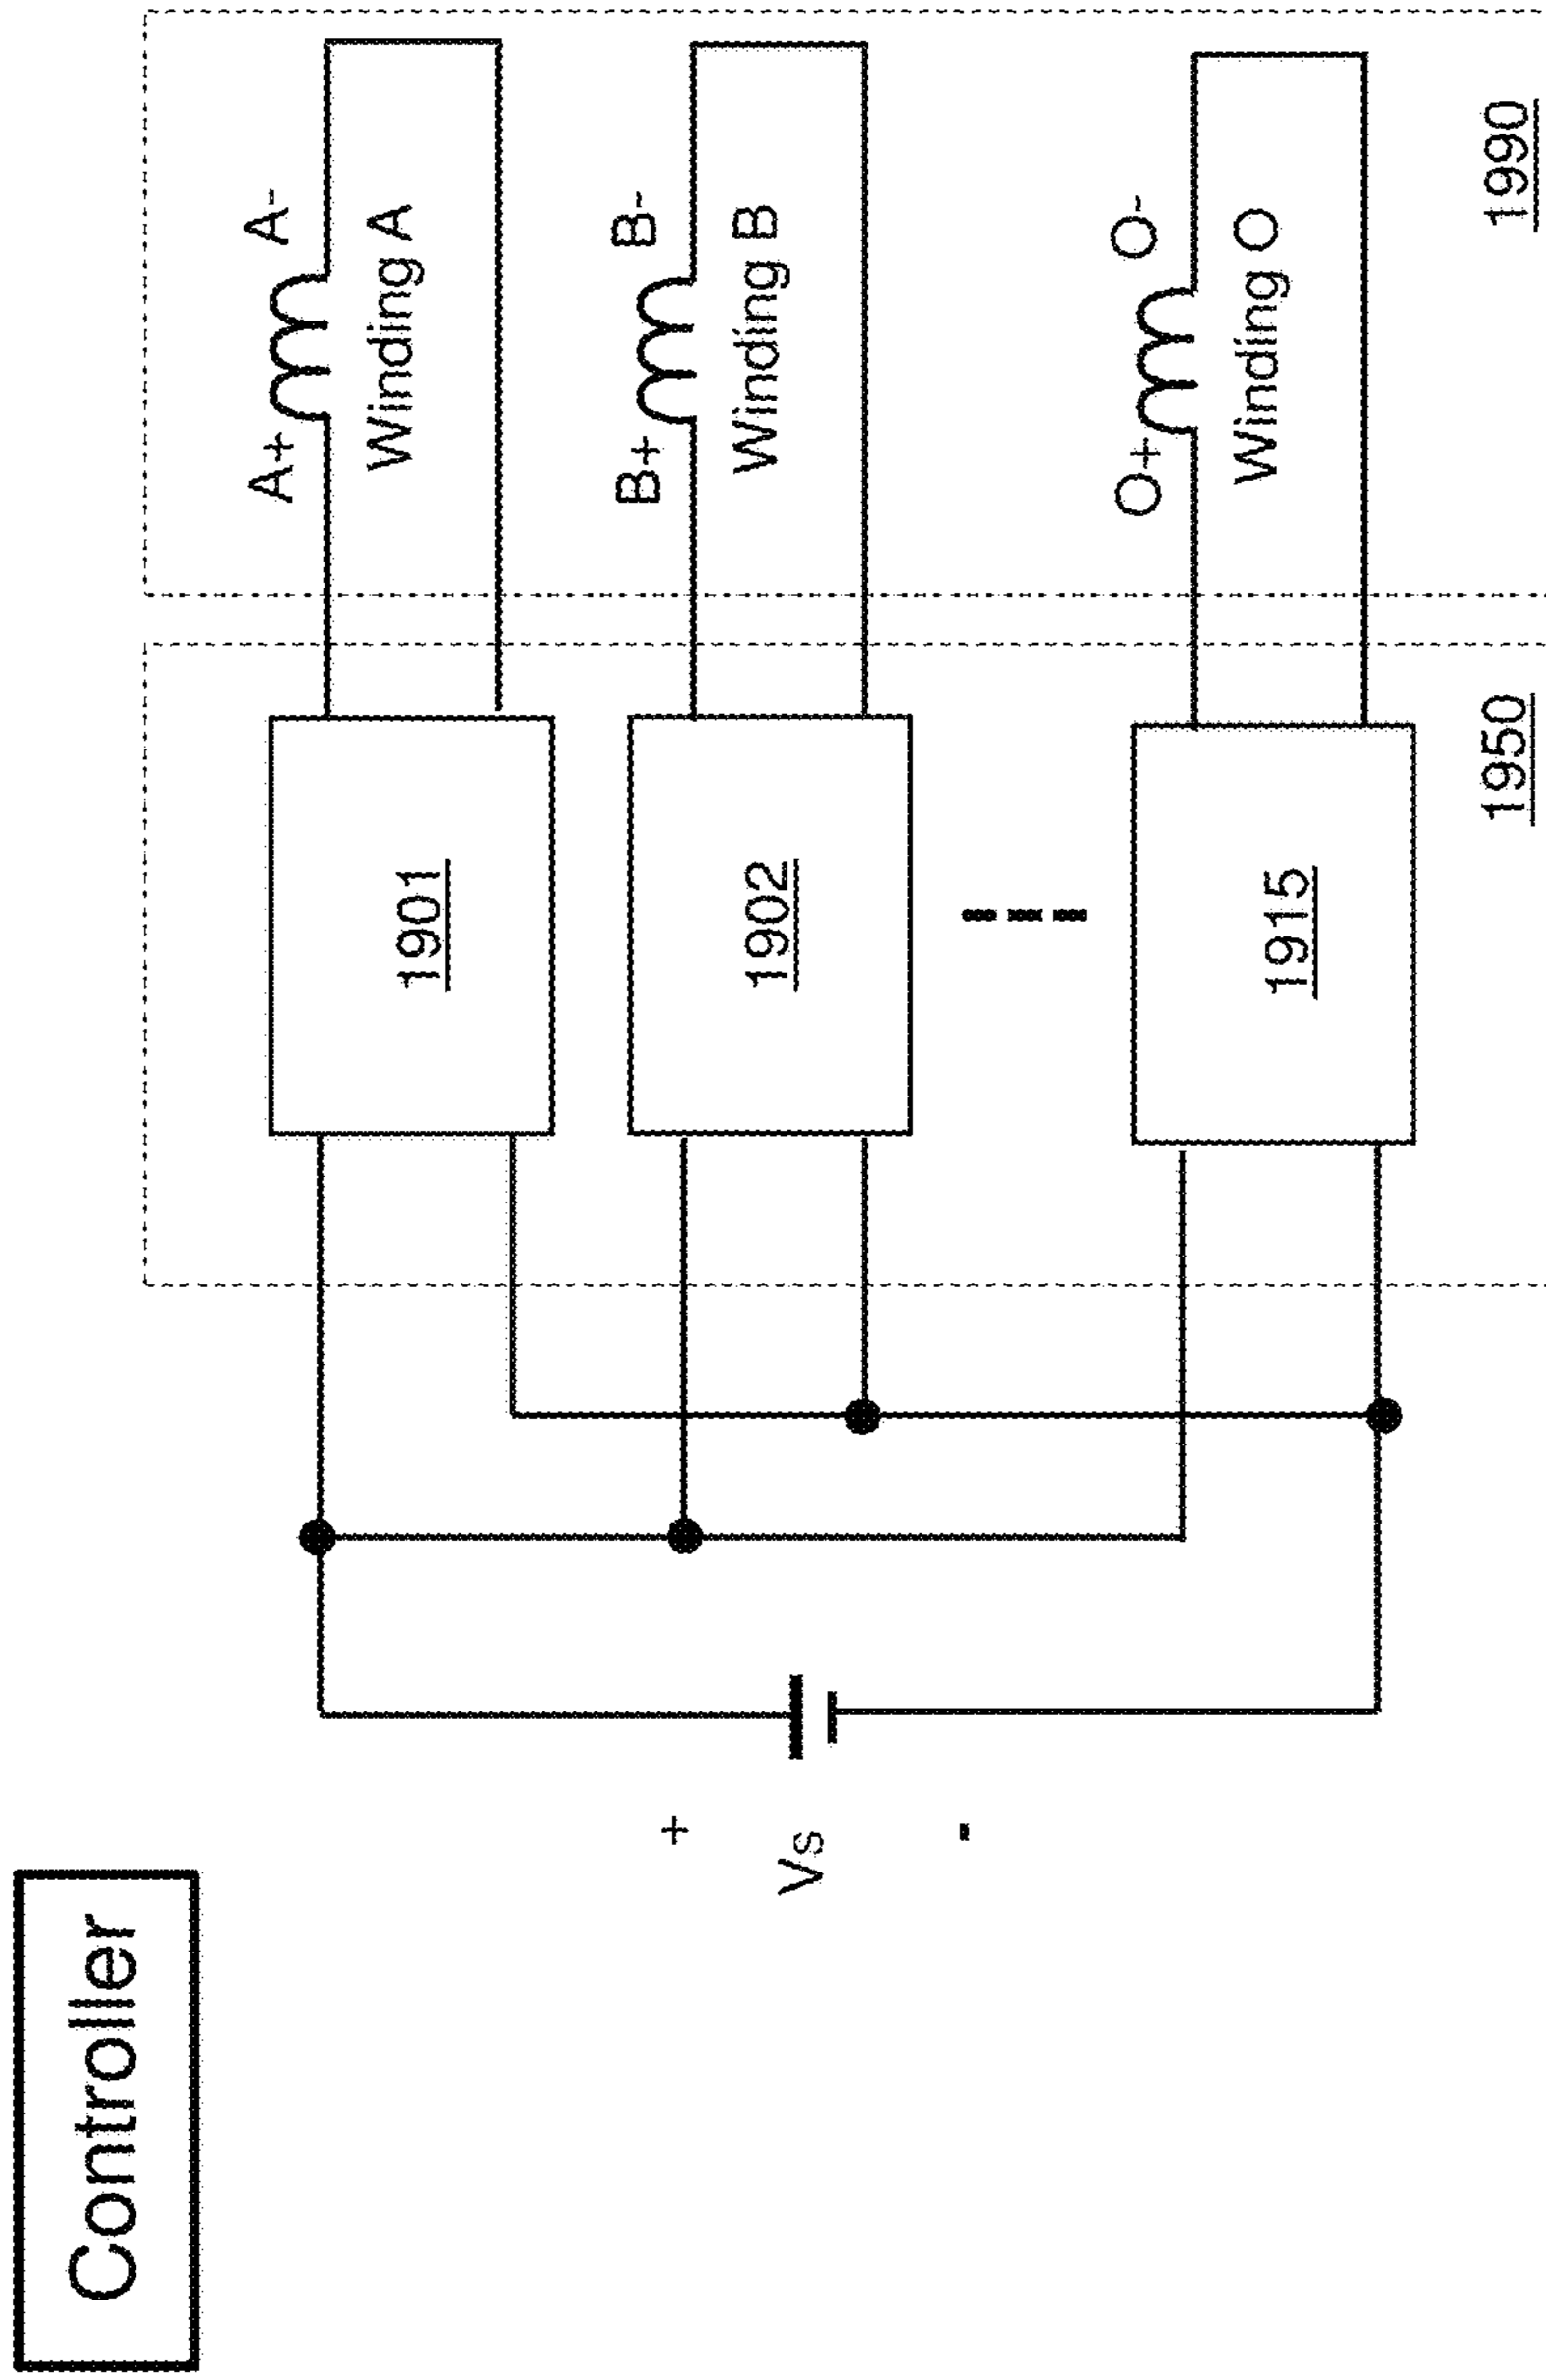 Controller
+
Vs
-
1901
1902
1915
1950
A+
A-
Winding A
B+
B-
Winding B
O+
O-
Winding O
1990